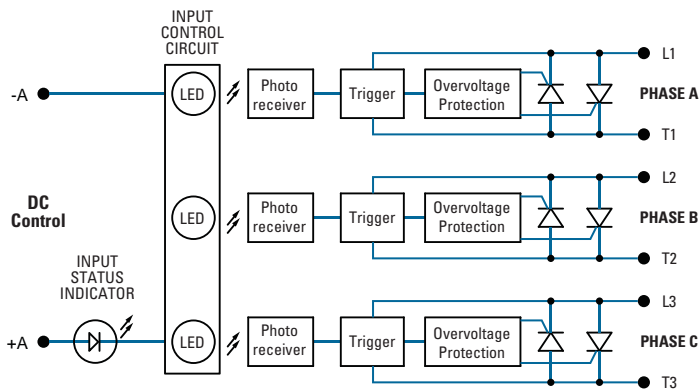 INPUT
CONTROL
CIRCUIT
-A
LED
Photo
receiver
Trigger
Overvoltage
Protection
L1
PHASE A
T1
DC
Control
LED
Photo
receiver
Trigger
Overvoltage
Protection
L2
PHASE B
T2
INPUT
STATUS
INDICATOR
+A
LED
Photo
receiver
Trigger
Overvoltage
Protection
L3
PHASE C
T3